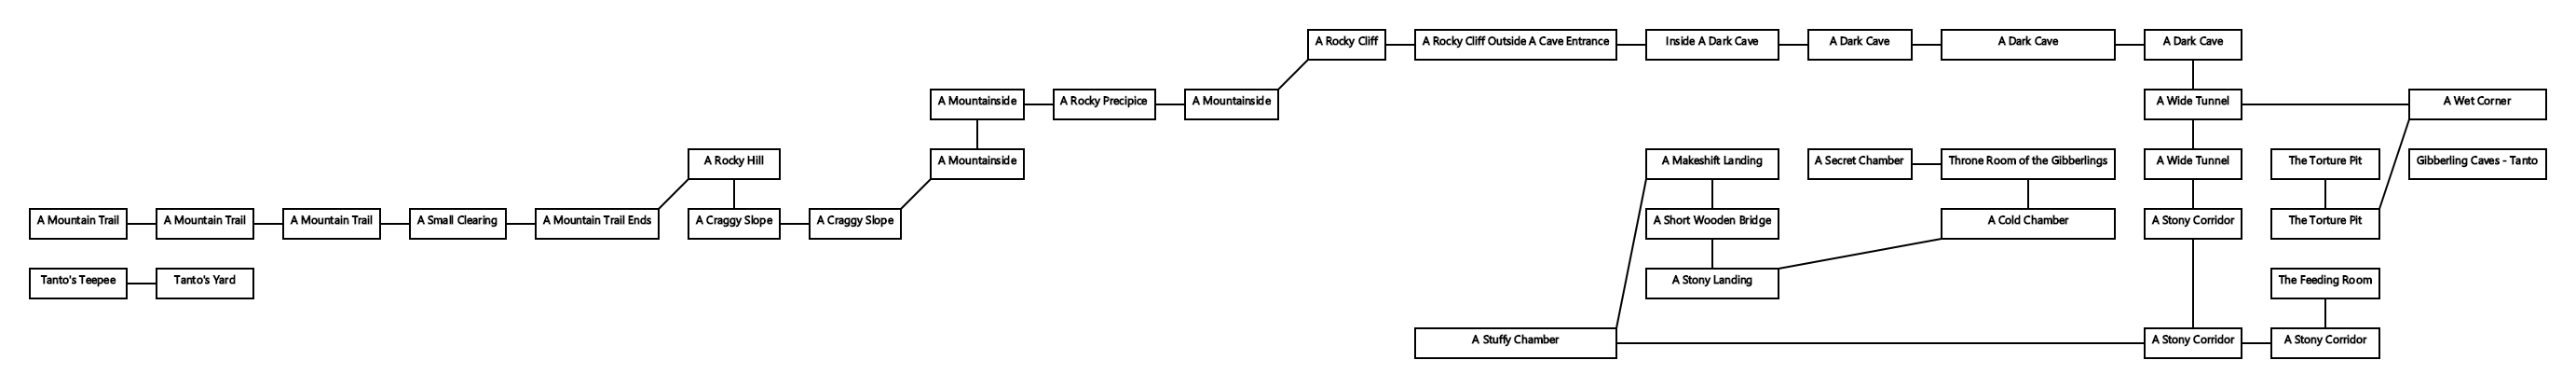 A Rocky Cliff
A Rocky Cliff Outside A Cave Entrance
Inside A Dark Cave
A Dark Cave
A Dark Cave
A Dark Cave
A Mountainside
A Rocky Precipice
A Mountainside
A Wide Tunnel
A Wet Corner
A Rocky Hill
A Mountainside
A Makeshift Landing
A Secret Chamber
Throne Room of the Gibberlings
A Wide Tunnel
The Torture Pit
Gibberling Caves - Tanto
A Mountain Trail
A Mountain Trail
A Mountain Trail
A Small Clearing
A Mountain Trail Ends
A Craggy Slope
A Craggy Slope
A Short Wooden Bridge
A Cold Chamber
A Stony Corridor
The Torture Pit
Tanto's Teepee
Tanto's Yard
A Stony Landing
The Feeding Room
A Stuffy Chamber
A Stony Corridor
A Stony Corridor